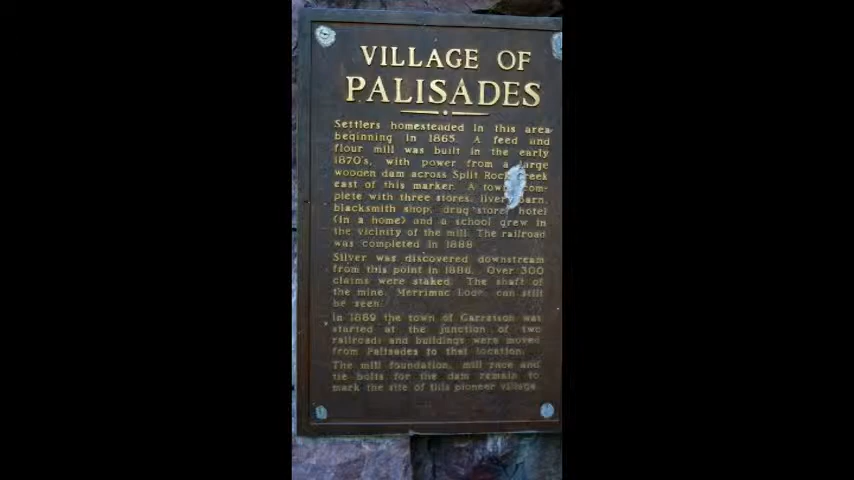 VILLAGE OF
PALISADES
Settlers homesteaded in this area
beginning in 1865. A feed and
flour mill was built in the early
1870's, with power from a large
wooden dam across Split Rock Creek
east of this marker. A town com-
plete with three stores, livery barn,
blacksmith shop, drug store, hotel
(in a home) and a school grew in
the vicinity of the mill. The railroad
was completed in 1888
Silver was discovered downstream
from this point in 1886. Over 300
claims were staked. The shaft of
the mine, Merrimac Lode, can still
be seen.
In 1889 the town of Garretson was
started at the junction of two
railroads and buildings were moved
from Palisades to that location.
The mill foundation, mill race and
tie bolts for the dam remain to
mark the site of this pioneer village.